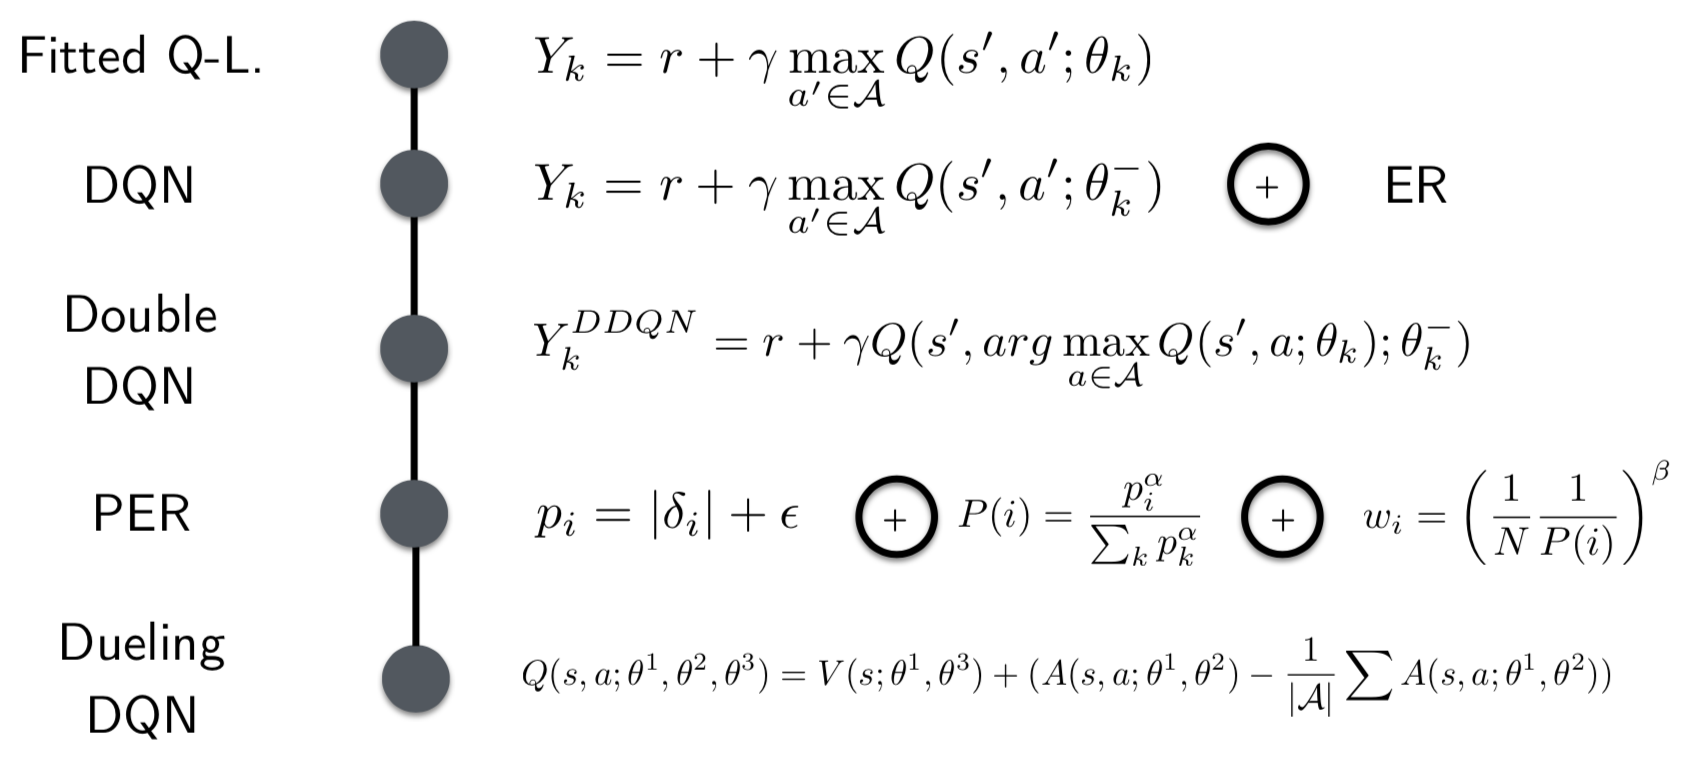 Fitted Q-L. Y_k = r + γ max_{a′∈𝒜} Q(s′, a′; θ_k)
DQN Y_k = r + γ max_{a′∈𝒜} Q(s′, a′; θ_k^−) + ER
Double
DQN Y_k^{DDQN} = r + γQ(s′, arg max_{a∈𝒜} Q(s′, a; θ_k); θ_k^−)
PER p_i = |δ_i| + ϵ + P(i) = p_i^α / ∑_k p_k^α + w_i = (1/N 1/P(i))^β
Dueling
DQN Q(s, a; θ^1, θ^2, θ^3) = V(s; θ^1, θ^3) + (A(s, a; θ^1, θ^2) − 1/|𝒜| ∑ A(s, a; θ^1, θ^2))